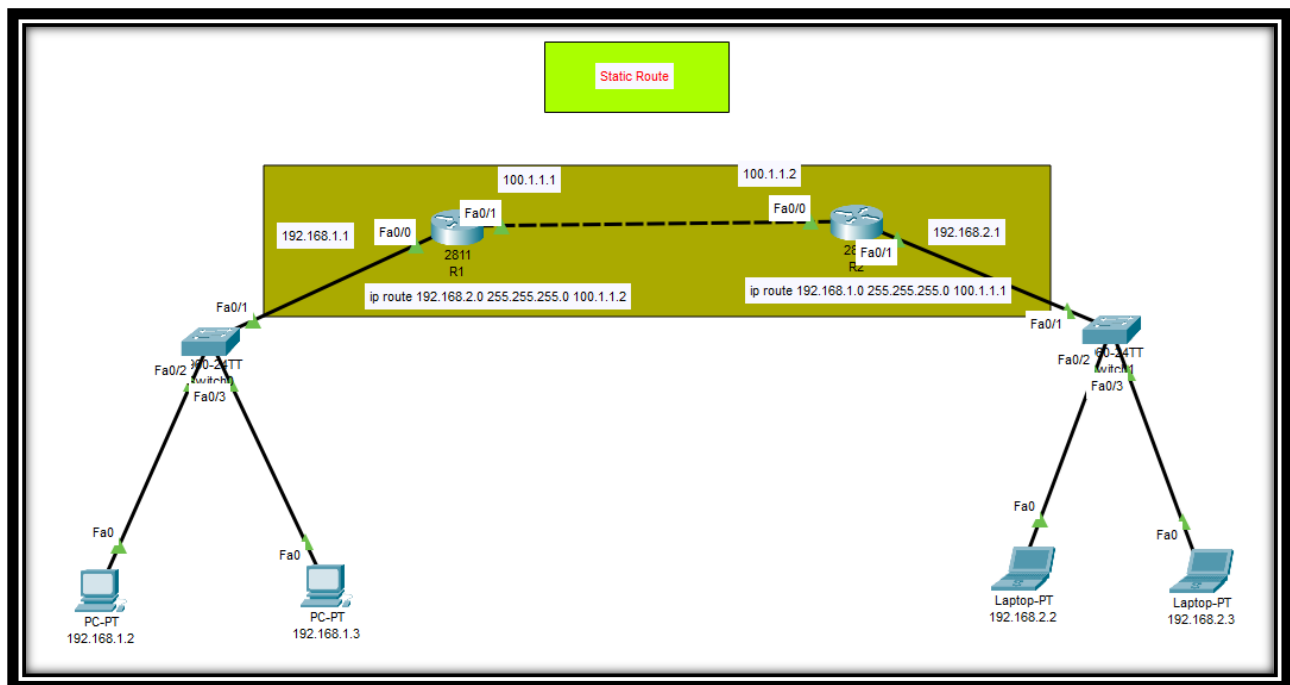 Static Route
100.1.1.1
100.1.1.2
192.168.1.1
Fa0/0
Fa0/1
Fa0/0
192.168.2.1
2811
R1
Fa0/1
R2
ip route 192.168.2.0 255.255.255.0 100.1.1.2
ip route 192.168.1.0 255.255.255.0 100.1.1.1
Fa0/1
Fa0/1
Fa0/2
Fa0/3
Fa0/2
Fa0/3
Fa0
Fa0
Fa0
Fa0
PC-PT
192.168.1.2
PC-PT
192.168.1.3
Laptop-PT
192.168.2.2
Laptop-PT
192.168.2.3